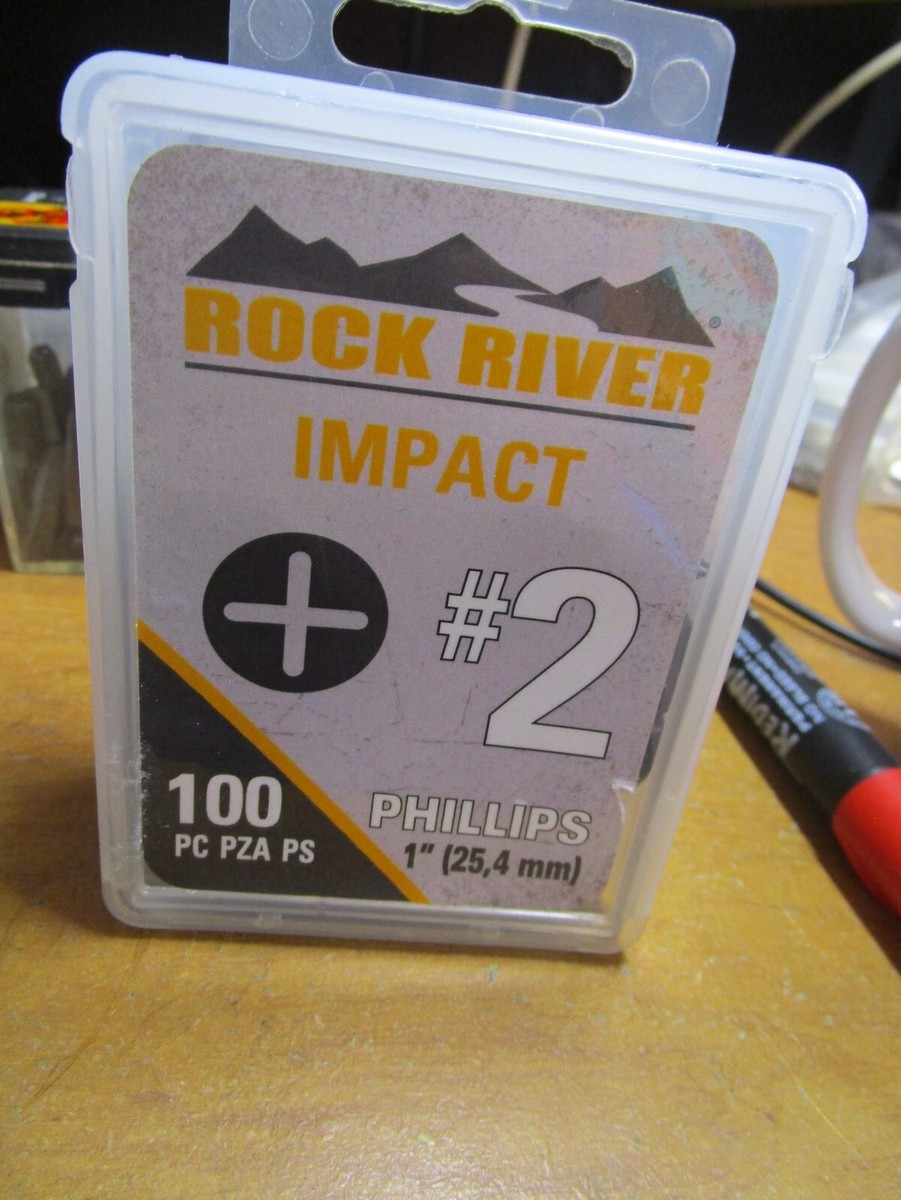 ROCK RIVER®
IMPACT
#2
100
PC PZA PS
PHILLIPS
1" (25,4 mm)